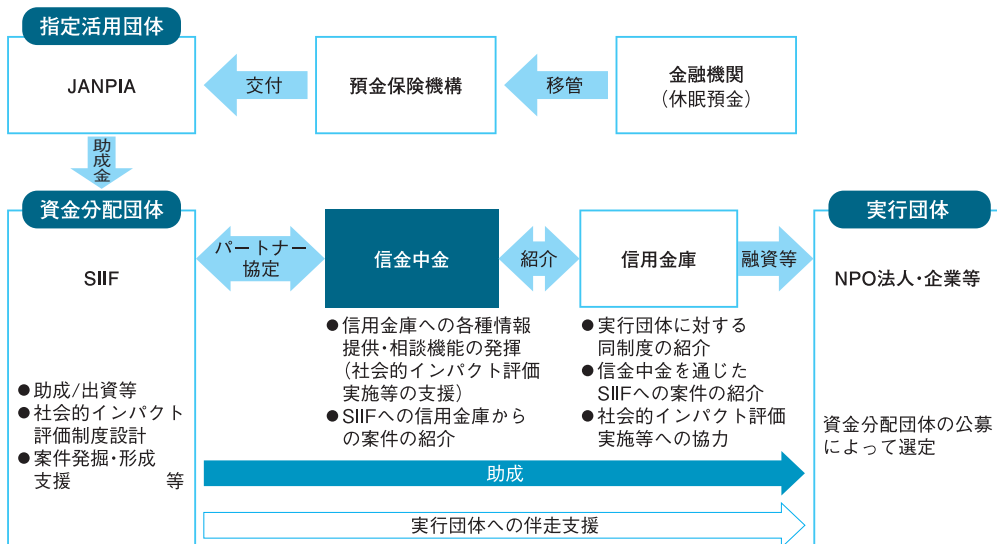 指定活用団体
JANPIA
交付
預金保険機構
移管
金融機関
（休眠預金）
助成金
資金分配団体
SIIF
●助成/出資等
●社会的インパクト
評価制度設計
●案件発掘・形成
支援　　　　　等
パートナー
協定
信金中金
●信用金庫への各種情報
提供・相談機能の発揮
（社会的インパクト評価
実施等の支援）
●SIIFへの信用金庫から
の案件の紹介
紹介
信用金庫
●実行団体に対する
同制度の紹介
●信金中金を通じた
SIIFへの案件の紹介
●社会的インパクト評価
実施等への協力
融資等
実行団体
NPO法人・企業等
資金分配団体の公募
によって選定
助成
実行団体への伴走支援